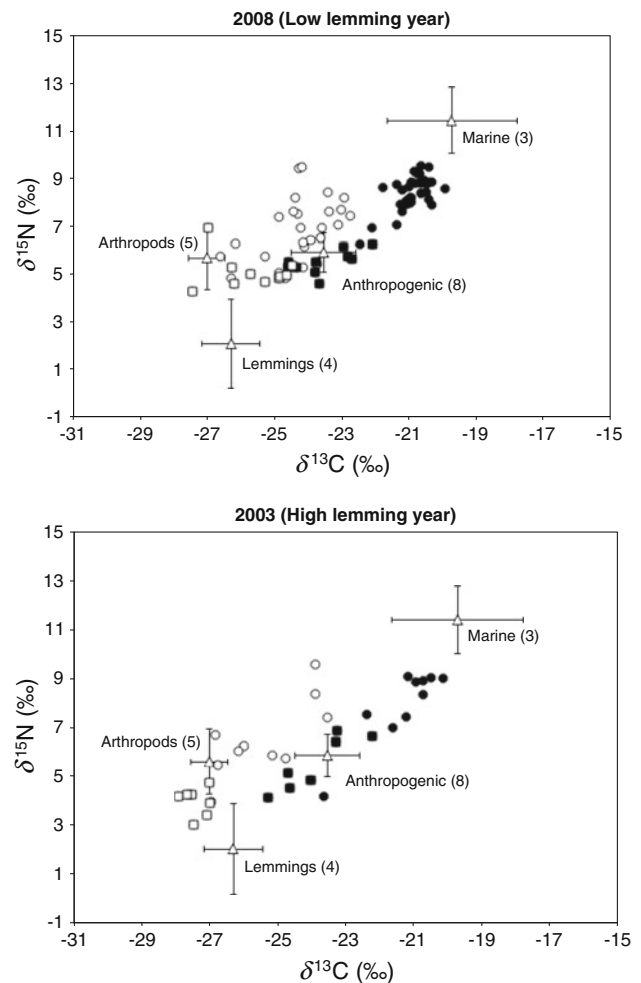 2008 (Low lemming year)
15
13
11
9
7
5
3
1
-1
δ15N (‰)
Marine (3)
Arthropods (5)
Anthropogenic (8)
Lemmings (4)
-31 -29 -27 -25 -23 -21 -19 -17 -15
δ13C (‰)
2003 (High lemming year)
15
13
11
9
7
5
3
1
-1
δ15N (‰)
Marine (3)
Arthropods (5)
Anthropogenic (8)
Lemmings (4)
-31 -29 -27 -25 -23 -21 -19 -17 -15
δ13C (‰)